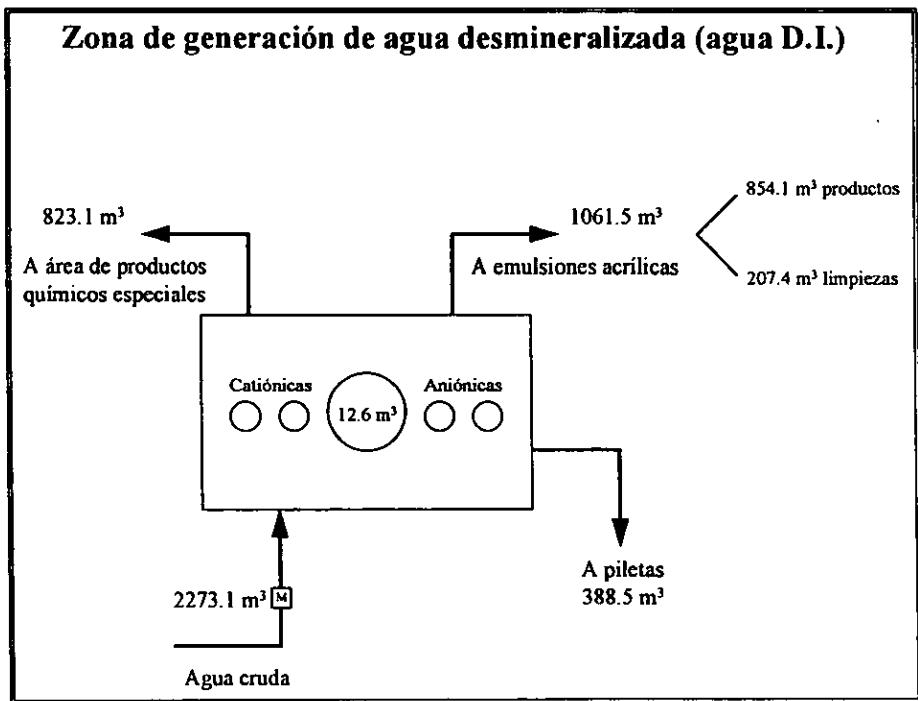 Zona de generación de agua desmineralizada (agua D.I.)
854.1 m³ productos
823.1 m³
1061.5 m³
A área de productos
químicos especiales
A emulsiones acrílicas
207.4 m³ limpiezas
Catiónicas
Aniónicas
12.6 m³
A piletas
388.5 m³
2273.1 m³
M
Agua cruda